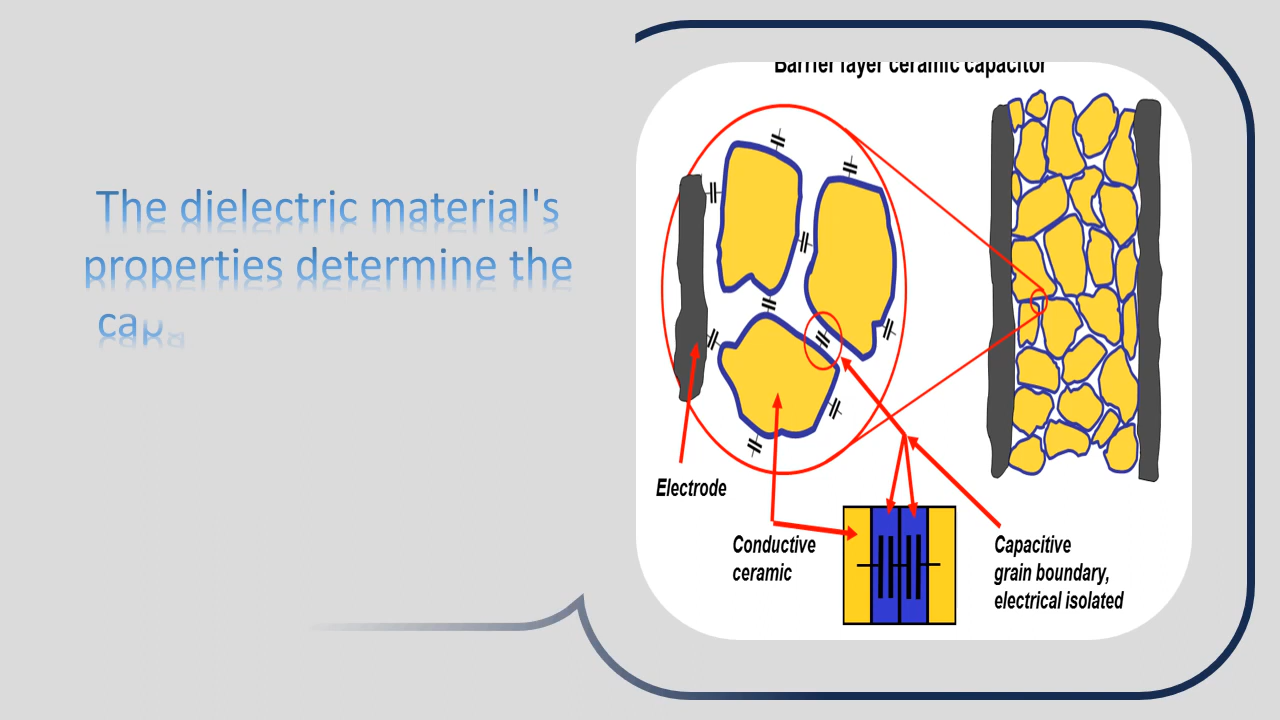 The dielectric material's
properties determine the
Barrier layer ceramic capacitor
Electrode
Conductive
ceramic
Capacitive
grain boundary,
electrical isolated